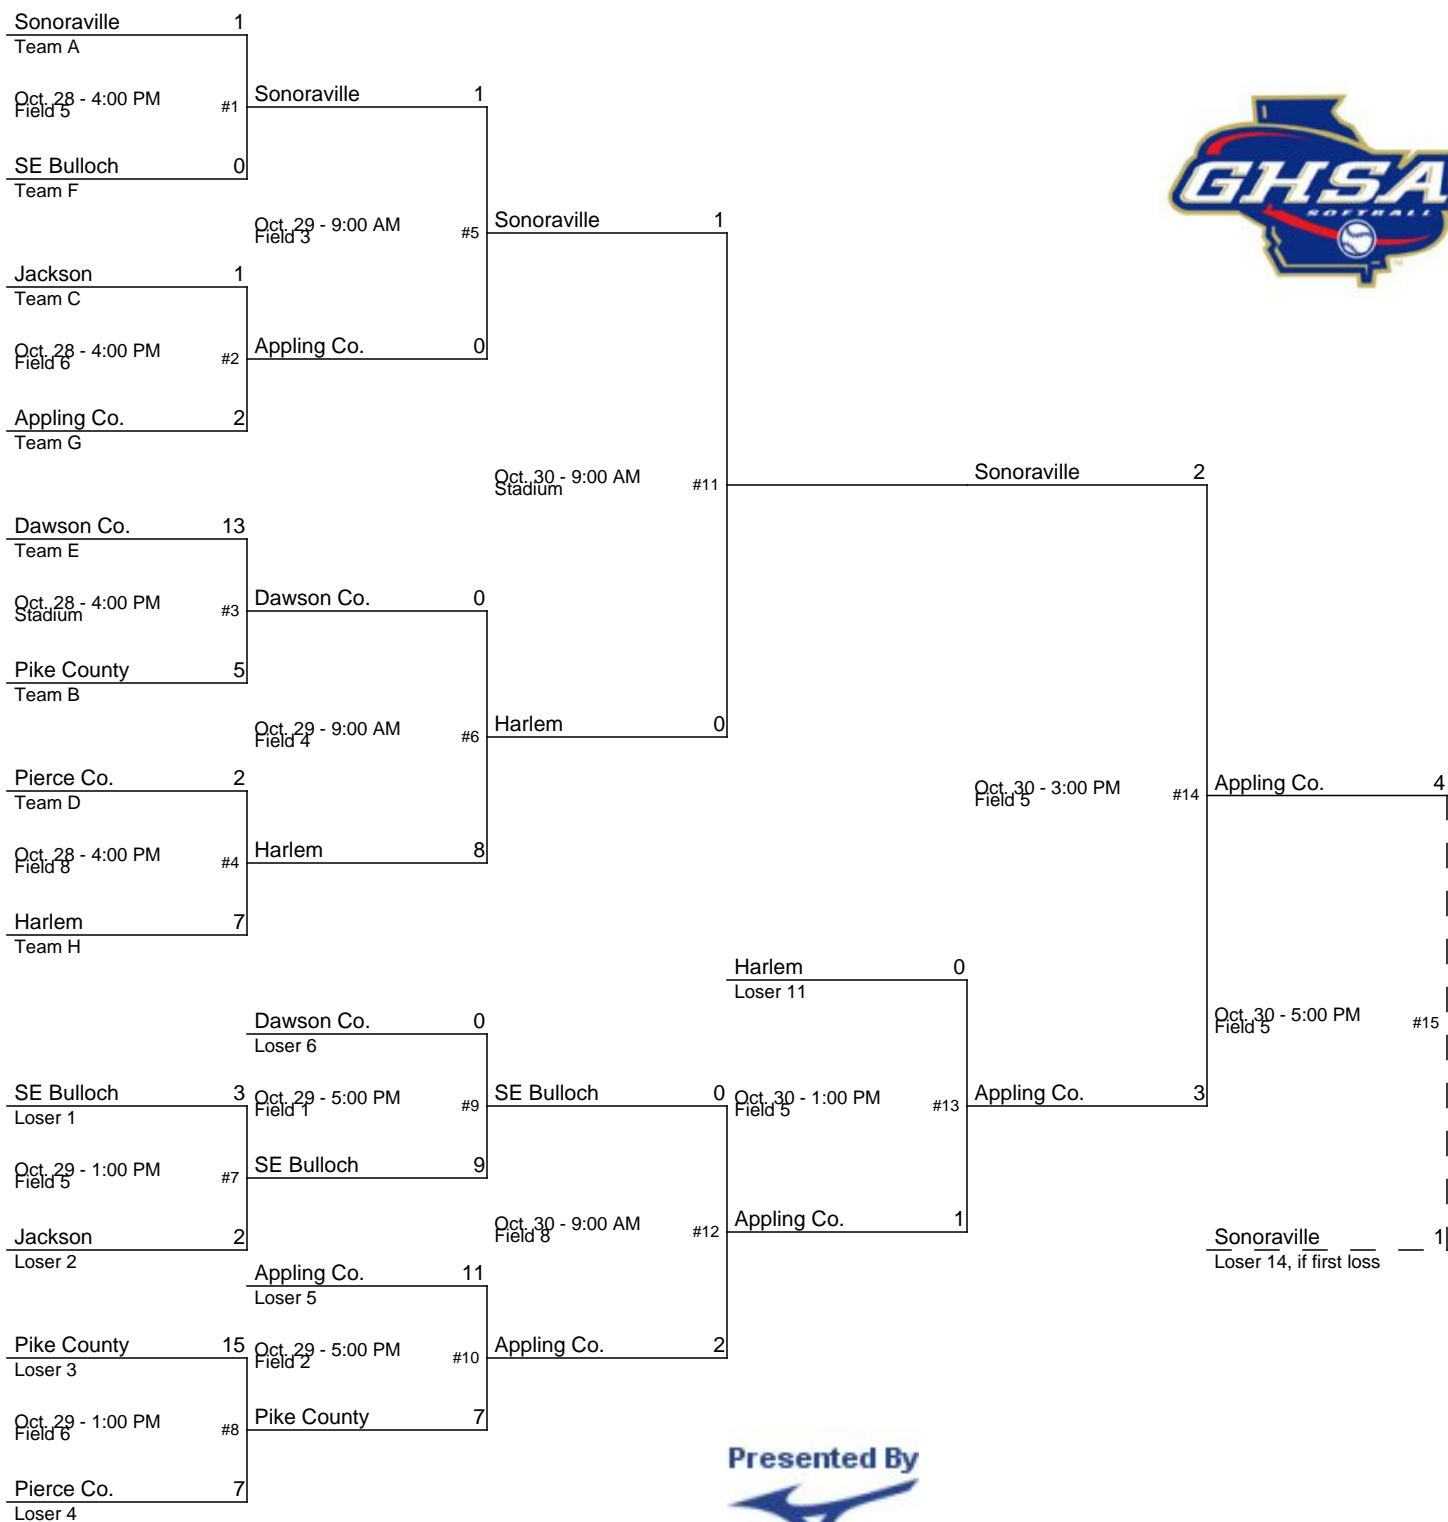 Sonoraville 1
Team A
Oct. 28 - 4:00 PM
Field 5
#1
SE Bulloch 0
Team F
Sonoraville 1
Oct. 29 - 9:00 AM
Field 3
#5
Jackson 1
Team C
Oct. 28 - 4:00 PM
Field 6
#2
Appling Co. 2
Team G
Appling Co. 0
Sonoraville 1
GHSA
SOFTBALL
TM
Oct. 30 - 9:00 AM
Stadium
#11
Sonoraville 2
Dawson Co. 13
Team E
Oct. 28 - 4:00 PM
Stadium
#3
Pike County 5
Team B
Dawson Co. 0
Oct. 29 - 9:00 AM
Field 4
#6
Harlem 0
Pierce Co. 2
Team D
Oct. 28 - 4:00 PM
Field 8
#4
Harlem 7
Team H
Harlem 8
Oct. 30 - 3:00 PM
Field 5
#14
Appling Co. 4
Harlem 0
Loser 11
Dawson Co. 0
Loser 6
Oct. 29 - 5:00 PM
Field 1
#9
SE Bulloch 3
Loser 1
Oct. 29 - 1:00 PM
Field 5
#7
Jackson 2
Loser 2
SE Bulloch 9
SE Bulloch 0
Oct. 30 - 1:00 PM
Field 5
#13
Appling Co. 3
Oct. 30 - 5:00 PM
Field 5
#15
Oct. 30 - 9:00 AM
Field 8
#12
Appling Co. 1
Sonoraville 1
Loser 14, if first loss
Appling Co. 11
Loser 5
Oct. 29 - 5:00 PM
Field 2
#10
Appling Co. 2
Pike County 15
Loser 3
Oct. 29 - 1:00 PM
Field 6
#8
Pierce Co. 7
Loser 4
Pike County 7
Presented By